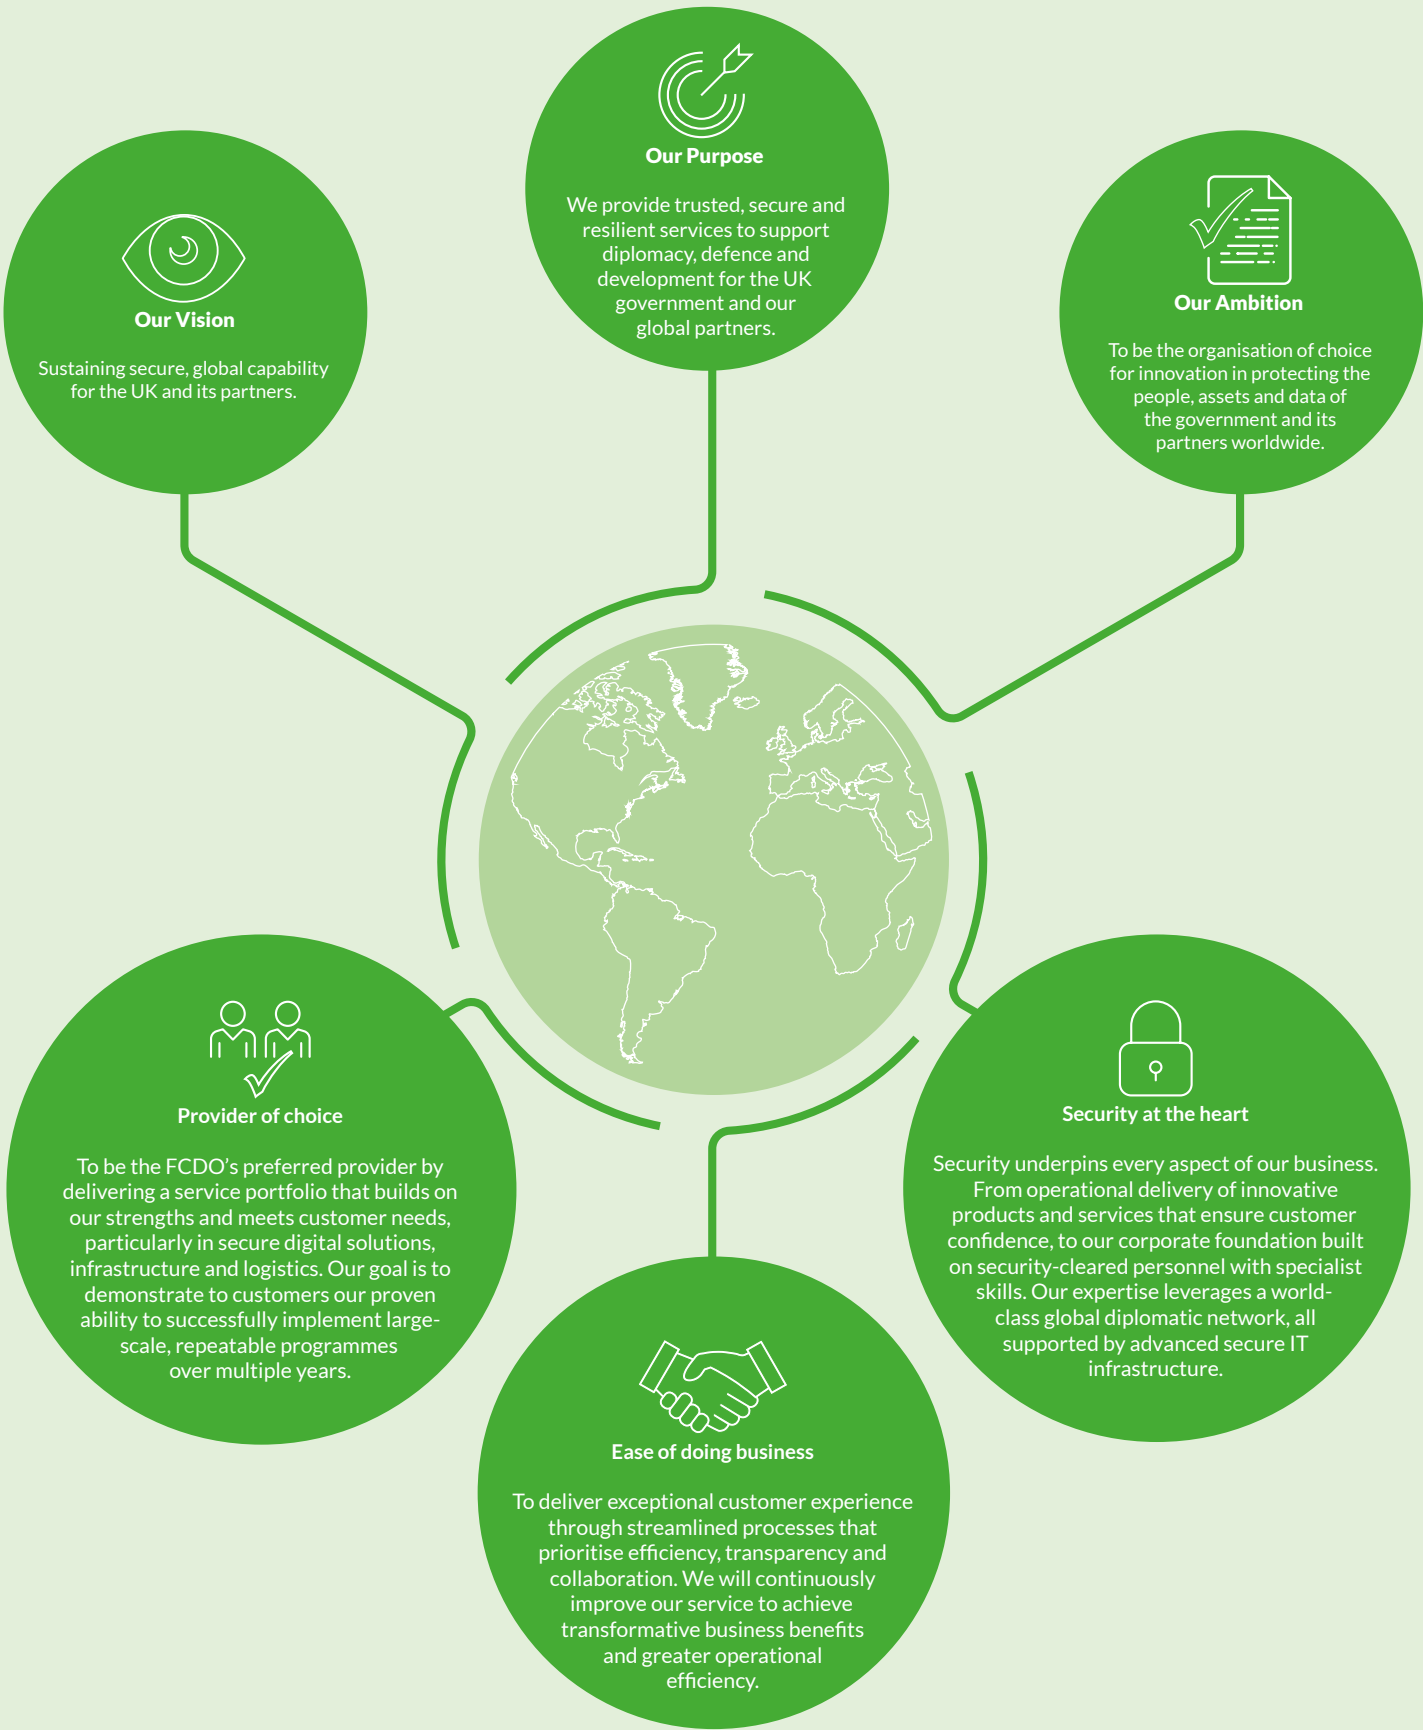 Our Purpose
We provide trusted, secure and
resilient services to support
diplomacy, defence and
development for the UK
government and our
global partners.
Our Vision
Sustaining secure, global capability
for the UK and its partners.
Our Ambition
To be the organisation of choice
for innovation in protecting the
people, assets and data of
the government and its
partners worldwide.
Provider of choice
To be the FCDO’s preferred provider by
delivering a service portfolio that builds on
our strengths and meets customer needs,
particularly in secure digital solutions,
infrastructure and logistics. Our goal is to
demonstrate to customers our proven
ability to successfully implement large-
scale, repeatable programmes
over multiple years.
Security at the heart
Security underpins every aspect of our business.
From operational delivery of innovative
products and services that ensure customer
confidence, to our corporate foundation built
on security-cleared personnel with specialist
skills. Our expertise leverages a world-
class global diplomatic network, all
supported by advanced secure IT
infrastructure.
Ease of doing business
To deliver exceptional customer experience
through streamlined processes that
prioritise efficiency, transparency and
collaboration. We will continuously
improve our service to achieve
transformative business benefits
and greater operational
efficiency.